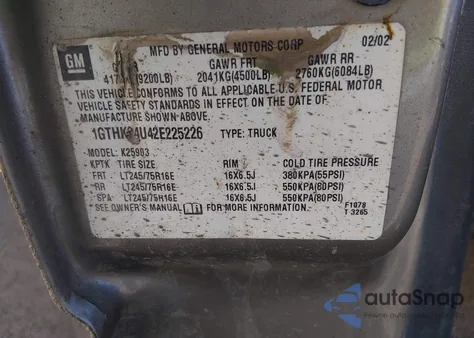 GM
MFD BY GENERAL MOTORS CORP 02/02
GAWR FRT GAWR RR
(9200LB) 2041KG(4500LB) 2760KG(6084LB)
THIS VEHICLE CONFORMS TO ALL APPLICABLE U.S. FEDERAL MOTOR
VEHICLE SAFETY STANDARDS IN EFFECT ON THE DATE OF
MANUFACTURE SHOWN ABOVE.
TYPE: TRUCK
MODEL: K25903
KPTK TIRE SIZE RIM COLD TIRE PRESSURE
FRT LT245/75R16E 16X6.5J 380KPA(55PSI)
RR LT245/75R16E 16X6.5J 550KPA(80PSI)
SPA LT245/75R16E 16X6.5J 550KPA(80PSI)
SEE OWNER'S MANUAL FOR MORE INFORMATION.
F1078
T 3265
autoSnap